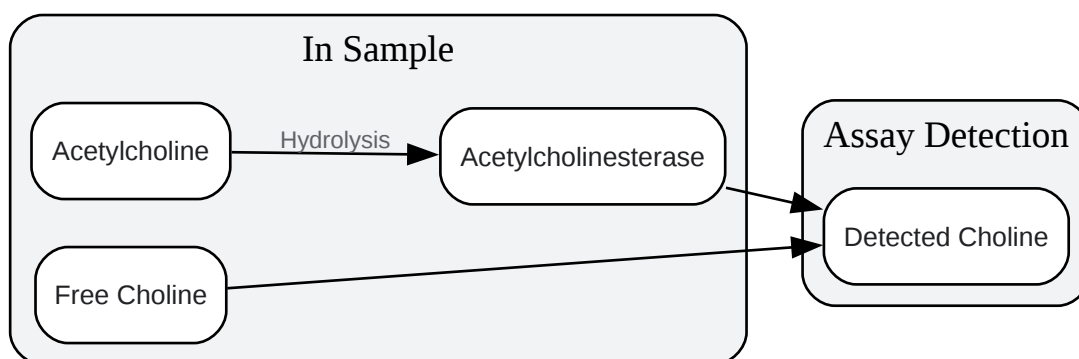 In Sample
Acetylcholine
Hydrolysis
Acetylcholinesterase
Free Choline
Assay Detection
Detected Choline